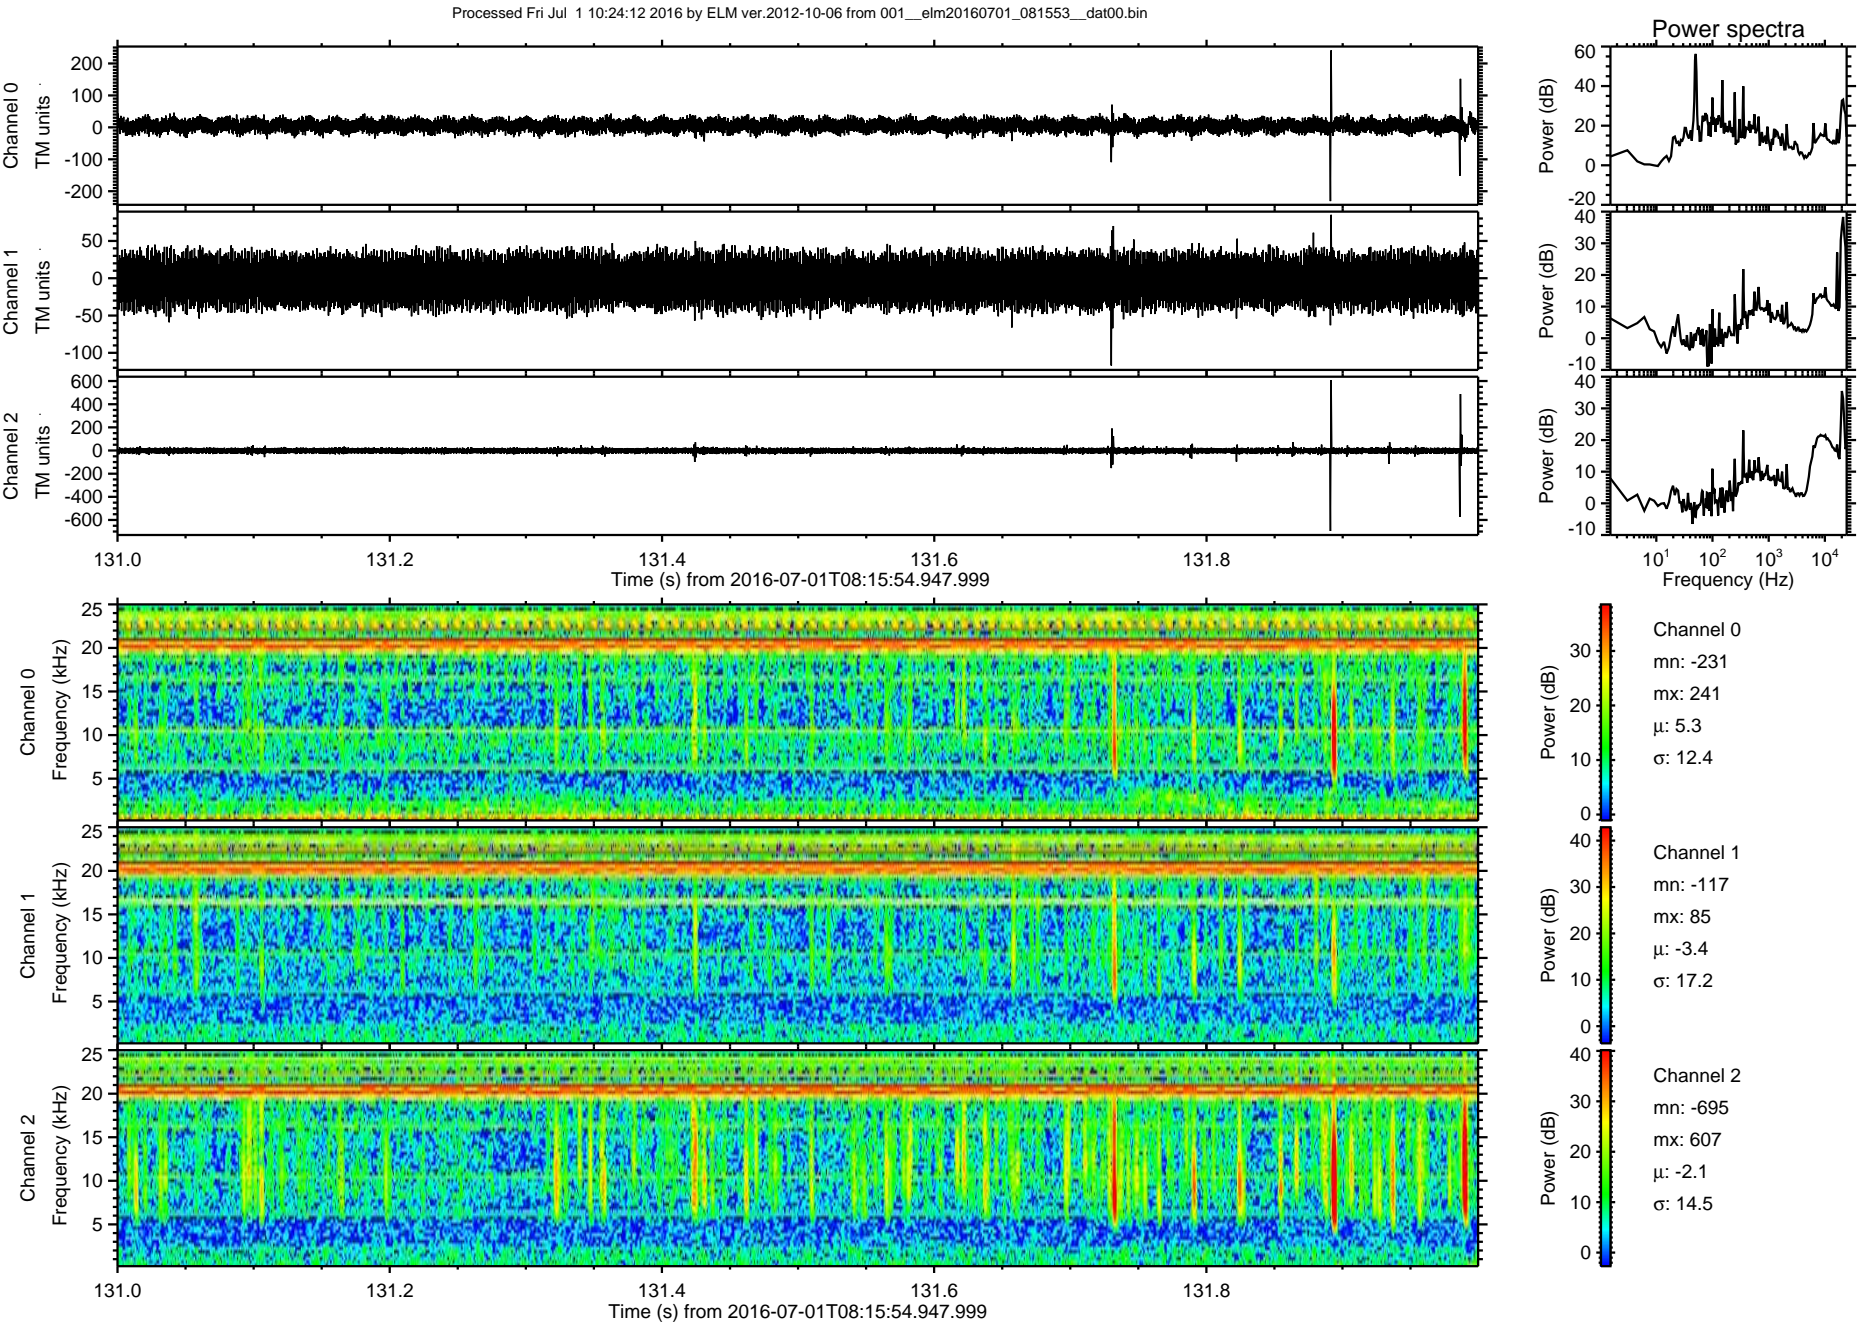 Processed Fri Jul  1 10:24:12 2016 by ELM ver.2012-10-06 from 001__elm20160701_081553__dat00.bin
Power spectra
Channel 0
TM units
200
100
0
-100
-200
Power (dB)
60
40
20
0
-20
Channel 1
TM units
50
0
-50
-100
Power (dB)
40
30
20
10
0
-10
Channel 2
TM units
600
400
200
0
-200
-400
-600
Power (dB)
40
30
20
10
0
-10
131.0
131.2
131.4
131.6
131.8
Time (s) from 2016-07-01T08:15:54.947.999
10¹
10²
10³
10⁴
Frequency (Hz)
Channel 0
Frequency (kHz)
25
20
15
10
5
Power (dB)
30
20
10
0
Channel 0
mn: -231
mx: 241
μ: 5.3
σ: 12.4
Channel 1
Frequency (kHz)
25
20
15
10
5
Power (dB)
40
30
20
10
0
Channel 1
mn: -117
mx: 85
μ: -3.4
σ: 17.2
Channel 2
Frequency (kHz)
25
20
15
10
5
Power (dB)
40
30
20
10
0
Channel 2
mn: -695
mx: 607
μ: -2.1
σ: 14.5
131.0
131.2
131.4
131.6
131.8
Time (s) from 2016-07-01T08:15:54.947.999